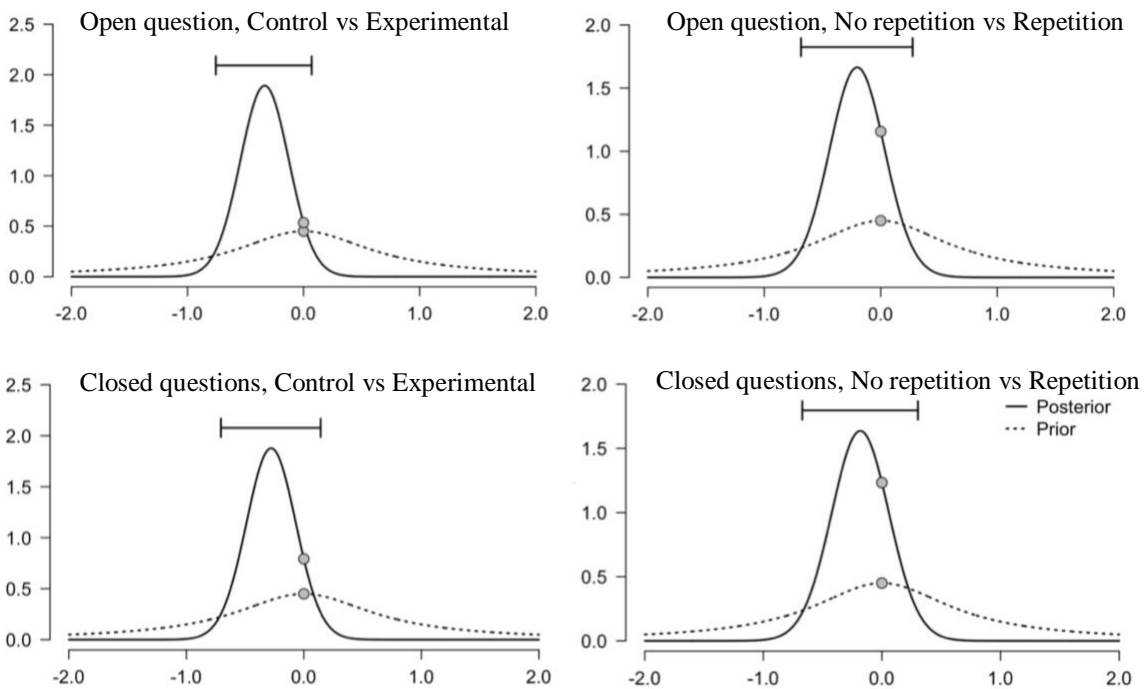 Open question, Control vs Experimental
2.5
2.0
1.5
1.0
0.5
0.0
-2.0 -1.0 0.0 1.0 2.0
Open question, No repetition vs Repetition
2.0
1.5
1.0
0.5
0.0
-2.0 -1.0 0.0 1.0 2.0
Closed questions, Control vs Experimental
2.5
2.0
1.5
1.0
0.5
0.0
-2.0 -1.0 0.0 1.0 2.0
Closed questions, No repetition vs Repetition
Posterior
Prior
2.0
1.5
1.0
0.5
0.0
-2.0 -1.0 0.0 1.0 2.0